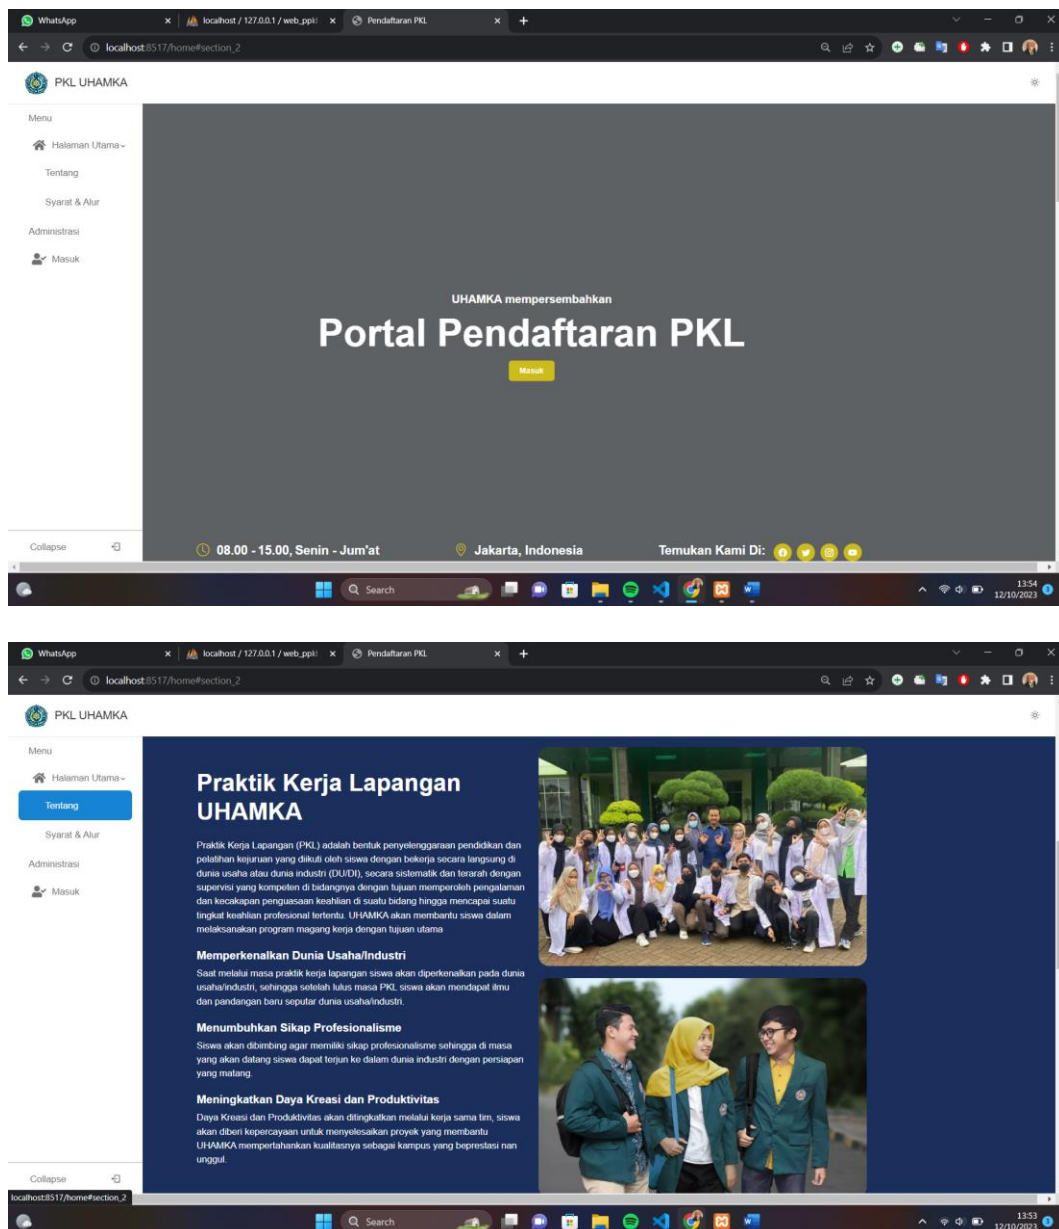 WhatsApp
localhost / 127.0.0.1 / web_ppkl
Pendaftaran PKL
localhost:8517/home#section_2
PKL UHAMKA
Menu
Halaman Utama
Tentang
Syarat & Alur
Administrasi
Masuk
UHAMKA mempersembahkan
Portal Pendaftaran PKL
Masuk
Collapse
08.00 - 15.00, Senin - Jum'at
Jakarta, Indonesia
Temukan Kami Di:
Search
13:54
12/10/2023
WhatsApp
localhost / 127.0.0.1 / web_ppkl
Pendaftaran PKL
localhost:8517/home#section_2
PKL UHAMKA
Menu
Halaman Utama
Tentang
Syarat & Alur
Administrasi
Masuk
Praktik Kerja Lapangan
UHAMKA
Praktik Kerja Lapangan (PKL) adalah bentuk penyelenggaraan pendidikan dan
pelatihan kejuruan yang diikuti oleh siswa dengan bekerja secara langsung di
dunia usaha atau dunia industri (DU/DI), secara sistematik dan terarah dengan
supervisi yang kompeten di bidangnya dengan tujuan memperoleh pengalaman
dan kecakapan penguasaan keahlian di suatu bidang hingga mencapai suatu
tingkat keahlian profesional tertentu. UHAMKA akan membantu siswa dalam
melaksanakan program magang kerja dengan tujuan utama
Memperkenalkan Dunia Usaha/Industri
Saat melalui masa praktik kerja lapangan siswa akan diperkenalkan pada dunia
usaha/industri, sehingga setelah lulus masa PKL siswa akan mendapat ilmu
dan pandangan baru seputar dunia usaha/industri.
Menumbuhkan Sikap Profesionalisme
Siswa akan dibimbing agar memiliki sikap profesionalisme sehingga di masa
yang akan datang siswa dapat terjun ke dalam dunia industri dengan persiapan
yang matang.
Meningkatkan Daya Kreasi dan Produktivitas
Daya Kreasi dan Produktivitas akan ditingkatkan melalui kerja sama tim, siswa
akan diberi kepercayaan untuk menyelesaikan proyek yang membantu
UHAMKA mempertahankan kualitasnya sebagai kampus yang beprestasi nan
unggul.
Collapse
localhost:8517/home#section_2
Search
13:53
12/10/2023